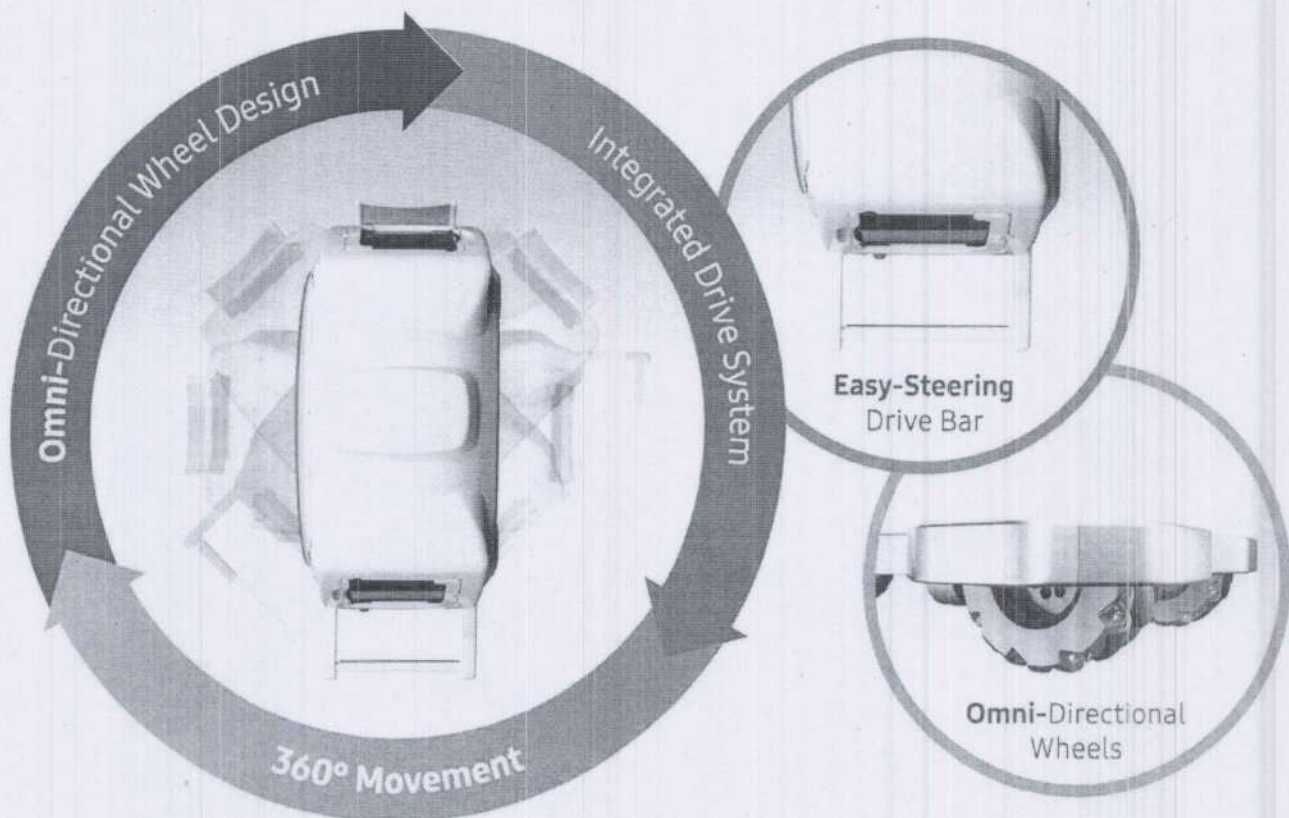 Omni-Directional Wheel Design
Integrated Drive System
360° Movement
Easy-Steering
Drive Bar
Omni-Directional
Wheels